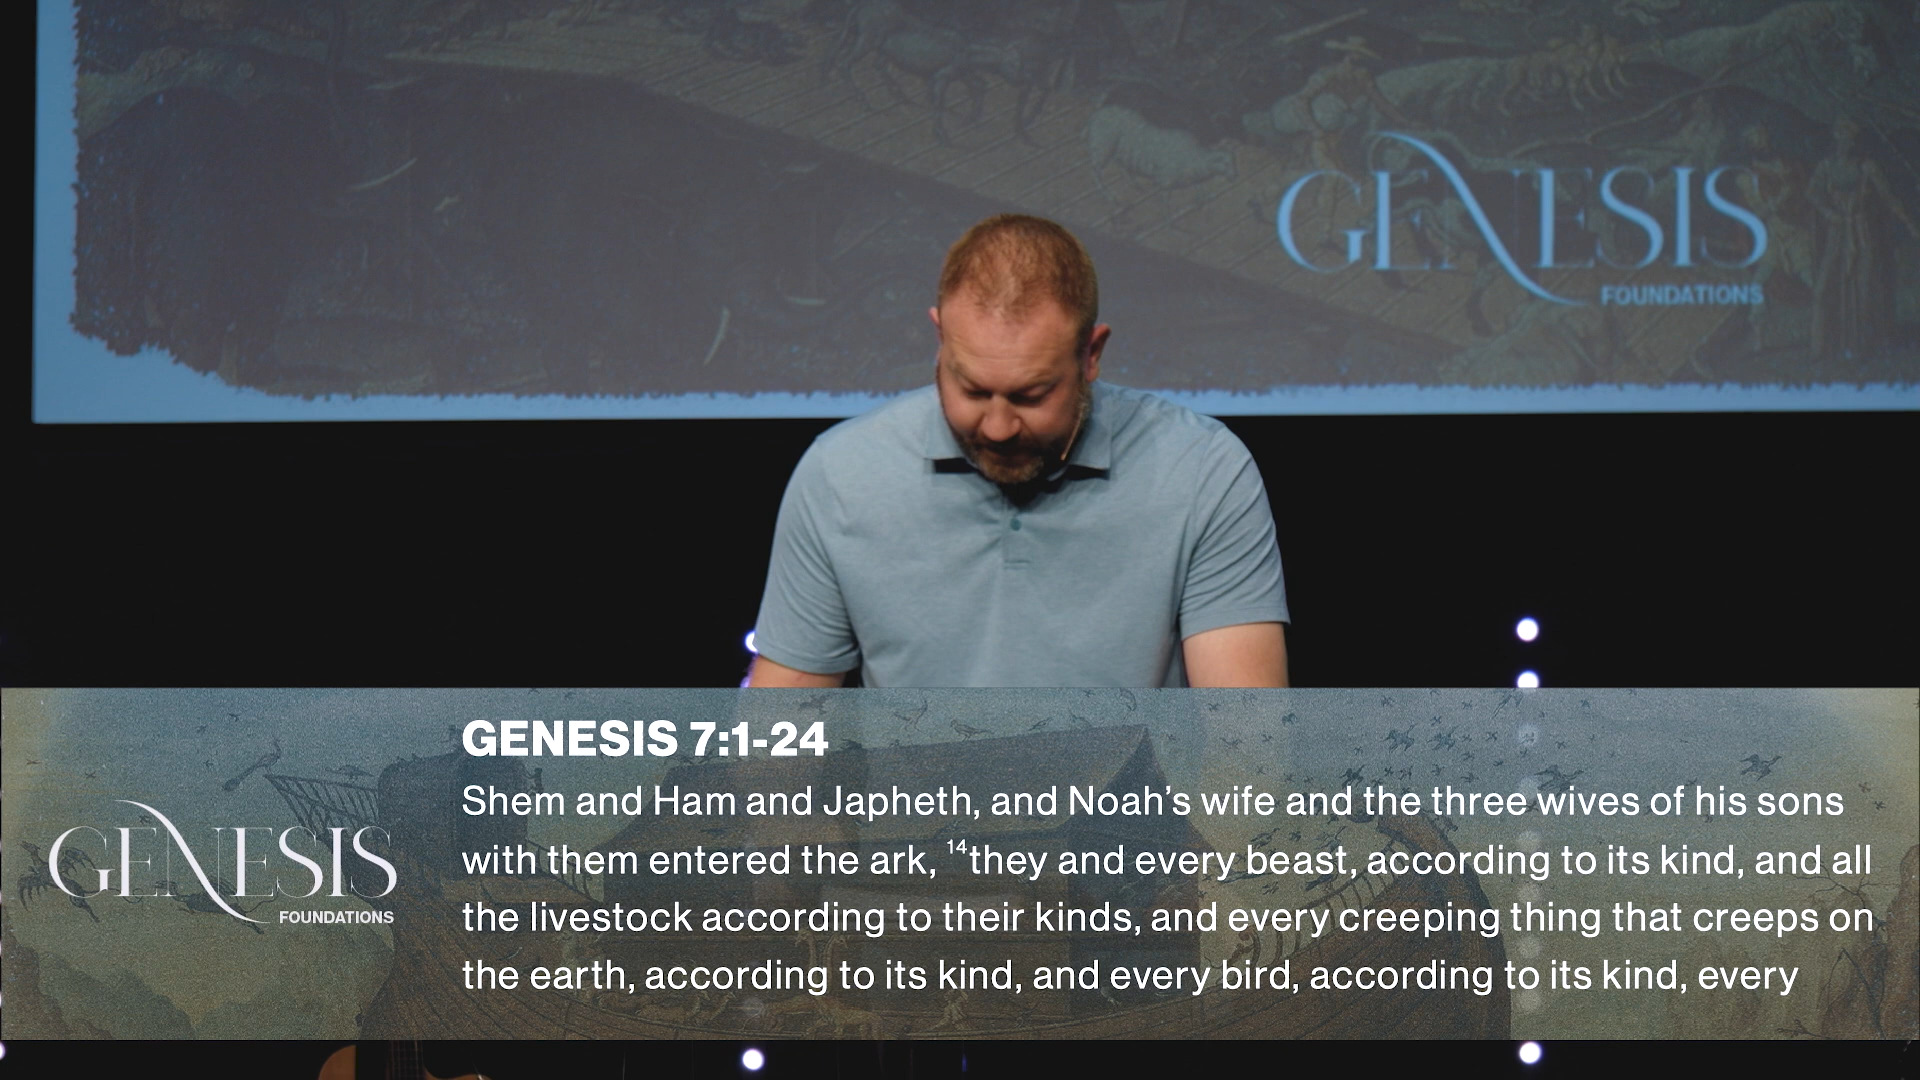 GENESIS
FOUNDATIONS
GENESIS 7:1-24
Shem and Ham and Japheth, and Noah’s wife and the three wives of his sons
with them entered the ark, ¹⁴they and every beast, according to its kind, and all
the livestock according to their kinds, and every creeping thing that creeps on
the earth, according to its kind, and every bird, according to its kind, every
GENESIS
FOUNDATIONS